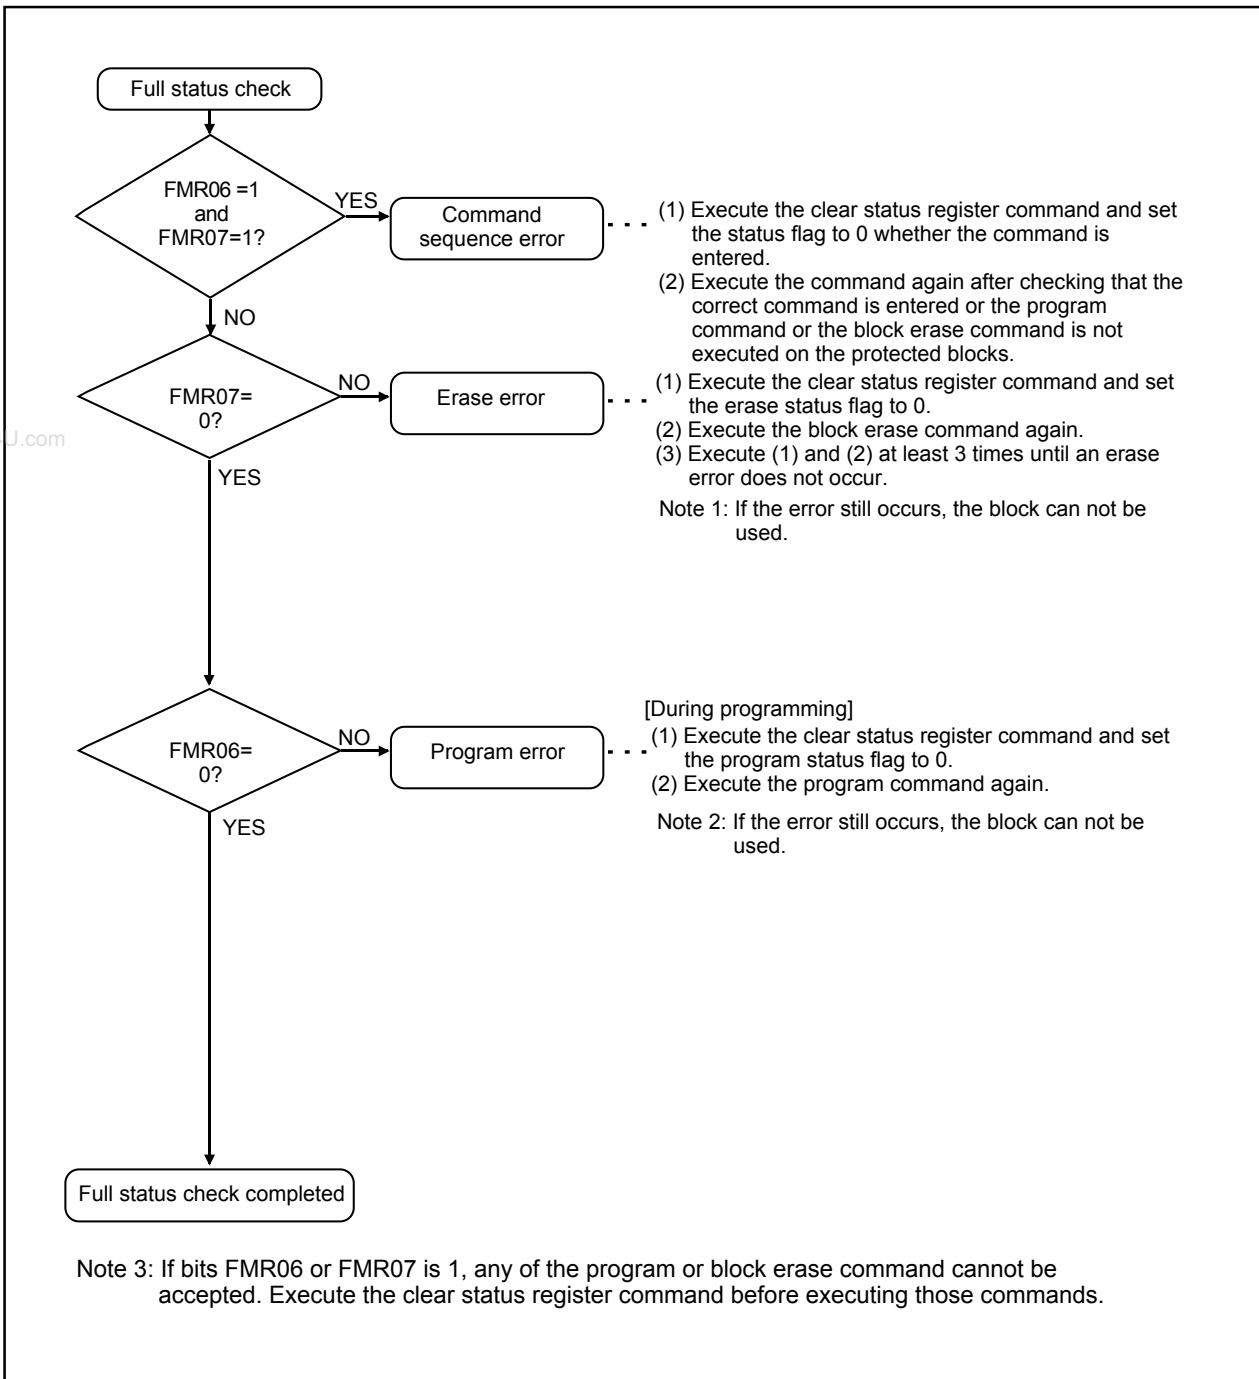 Full status check
FMR06 =1
and
FMR07=1?
YES
Command
sequence error
(1) Execute the clear status register command and set
the status flag to 0 whether the command is
entered.
(2) Execute the command again after checking that the
correct command is entered or the program
command or the block erase command is not
executed on the protected blocks.
NO
FMR07=
0?
NO
Erase error
(1) Execute the clear status register command and set
the erase status flag to 0.
(2) Execute the block erase command again.
(3) Execute (1) and (2) at least 3 times until an erase
error does not occur.
Note 1: If the error still occurs, the block can not be
used.
U.com
YES
FMR06=
0?
NO
Program error
[During programming]
(1) Execute the clear status register command and set
the program status flag to 0.
(2) Execute the program command again.
Note 2: If the error still occurs, the block can not be
used.
YES
Full status check completed
Note 3: If bits FMR06 or FMR07 is 1, any of the program or block erase command cannot be
accepted. Execute the clear status register command before executing those commands.